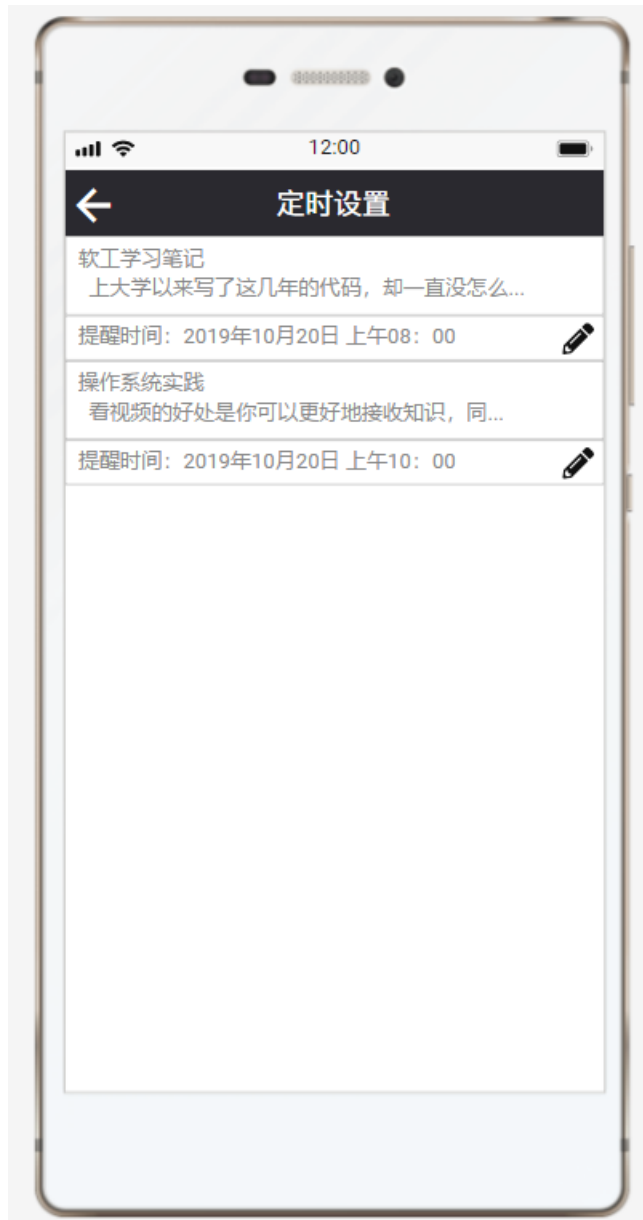 12:00
定时设置
软工学习笔记
上大学以来写了这几年的代码，却一直没怎么...
提醒时间：2019年10月20日 上午08：00
操作系统实践
看视频的好处是你可以更好地接收知识，同...
提醒时间：2019年10月20日 上午10：00